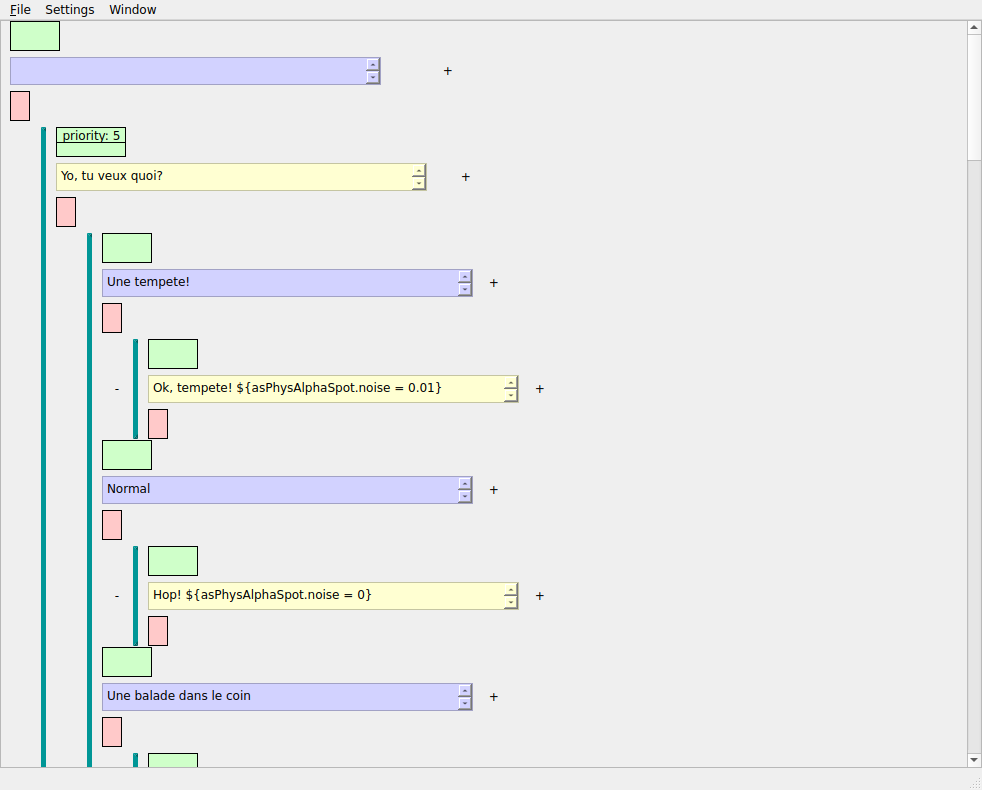 File Settings Window
+
priority: 5
Yo, tu veux quoi?
+
Une tempete!
+
-
Ok, tempete! ${asPhysAlphaSpot.noise = 0.01}
+
Normal
+
-
Hop! ${asPhysAlphaSpot.noise = 0}
+
Une balade dans le coin
+